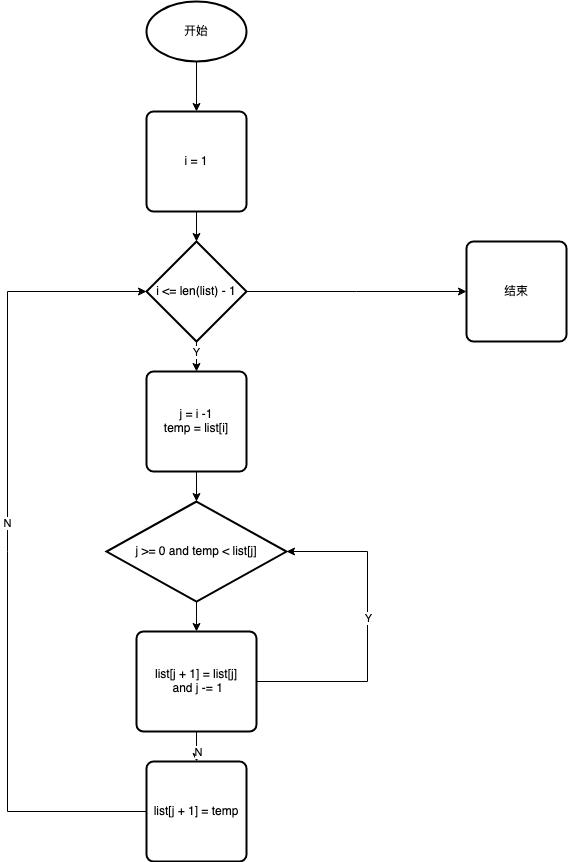 开始
i = 1
i <= len(list) - 1
结束
Y
j = i -1
temp = list[i]
N
j >= 0 and temp < list[j]
Y
list[j + 1] = list[j]
and j -= 1
N
list[j + 1] = temp